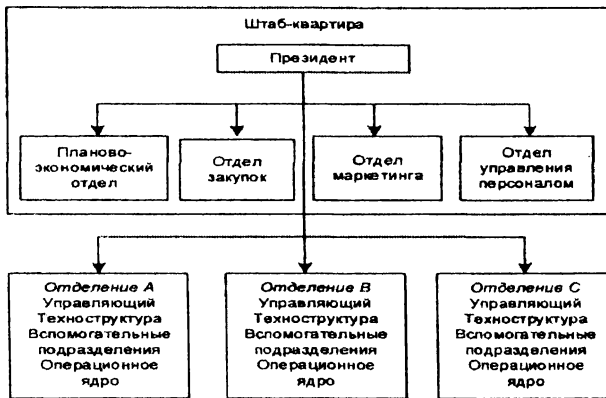 Штаб-квартира
Президент
Планово-
экономический
отдел
Отдел
закупок
Отдел
маркетинга
Отдел
управления
персоналом
Отделение А
Управляющий
Техноструктура
Вспомогательные
подразделения
Операционное
ядро
Отделение В
Управляющий
Техноструктура
Вспомогательные
подразделения
Операционное
ядро
Отделение С
Управляющий
Техноструктура
Вспомогательные
подразделения
Операционное
ядро